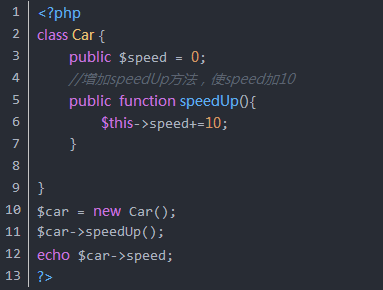 1 <?php
2 class Car {
3     public $speed = 0;
4     //增加speedUp方法，使speed加10
5     public function speedUp(){
6         $this->speed+=10;
7     }
8
9 }
10 $car = new Car();
11 $car->speedUp();
12 echo $car->speed;
13 ?>